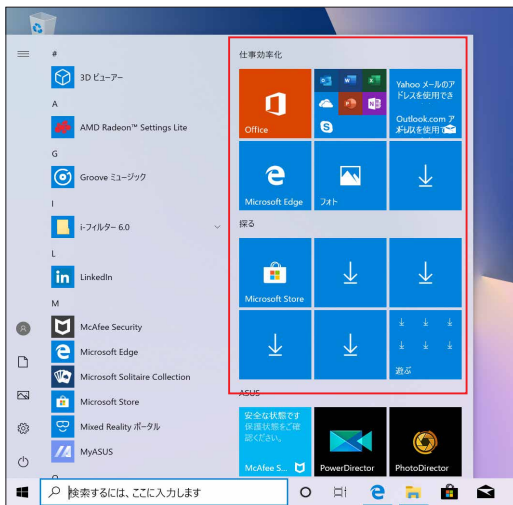 #
3D ビューアー
A
AMD Radeon™ Settings Lite
G
Groove ミュージック
I
i-フィルター 6.0
L
LinkedIn
M
McAfee Security
Microsoft Edge
Microsoft Solitaire Collection
Microsoft Store
Mixed Reality ポータル
MyASUS
仕事効率化
Office
Yahoo メールのア
ドレスを使用でき
Outlook.com ア
ドレスを使用で
Microsoft Edge
フォト
探る
Microsoft Store
遊ぶ
ASUS
安全な状態です
保護状態をご確
認ください。
McAfee S...
PowerDirector
PhotoDirector
検索するには、ここに入力します